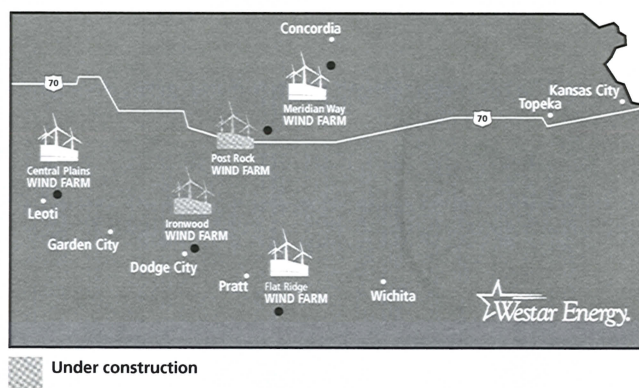 Concordia
70
Meridian Way
WIND FARM
Kansas City
Topeka
70
Post Rock
WIND FARM
Central Plains
WIND FARM
Leoti
Ironwood
WIND FARM
Garden City
Dodge City
Pratt
Flat Ridge
WIND FARM
Wichita
Westar Energy.
Under construction